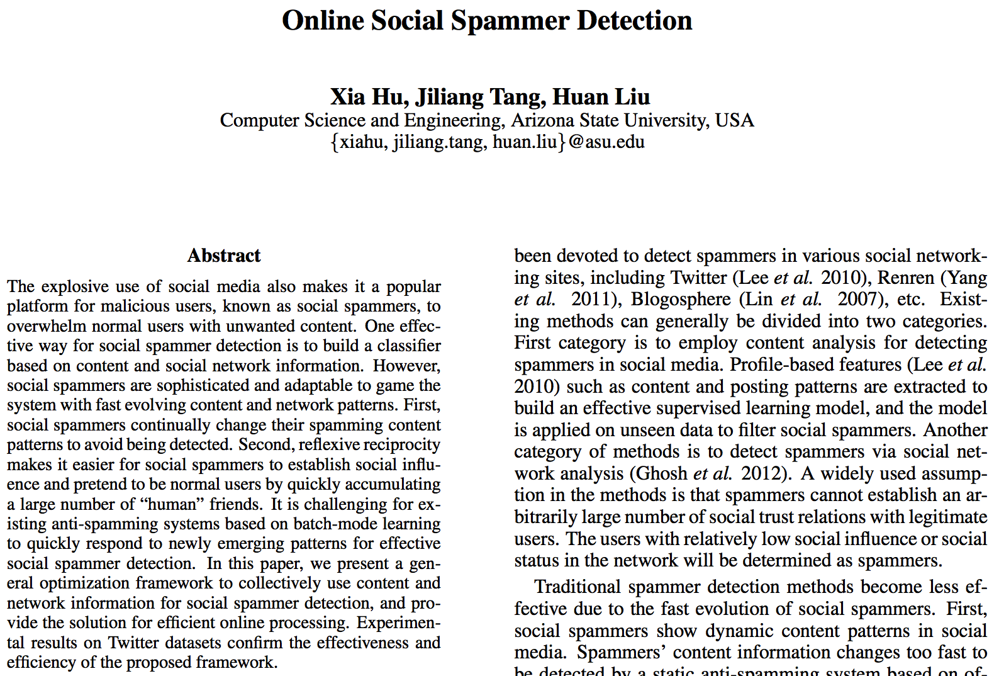 Online Social Spammer Detection
Xia Hu, Jiliang Tang, Huan Liu
Computer Science and Engineering, Arizona State University, USA
{xiahu, jiliang.tang, huan.liu}@asu.edu
Abstract
The explosive use of social media also makes it a popular
platform for malicious users, known as social spammers, to
overwhelm normal users with unwanted content. One effec-
tive way for social spammer detection is to build a classifier
based on content and social network information. However,
social spammers are sophisticated and adaptable to game the
system with fast evolving content and network patterns. First,
social spammers continually change their spamming content
patterns to avoid being detected. Second, reflexive reciprocity
makes it easier for social spammers to establish social influ-
ence and pretend to be normal users by quickly accumulating
a large number of “human” friends. It is challenging for ex-
isting anti-spamming systems based on batch-mode learning
to quickly respond to newly emerging patterns for effective
social spammer detection. In this paper, we present a gen-
eral optimization framework to collectively use content and
network information for social spammer detection, and pro-
vide the solution for efficient online processing. Experimen-
tal results on Twitter datasets confirm the effectiveness and
efficiency of the proposed framework.
been devoted to detect spammers in various social network-
ing sites, including Twitter (Lee et al. 2010), Renren (Yang
et al. 2011), Blogosphere (Lin et al. 2007), etc. Exist-
ing methods can generally be divided into two categories.
First category is to employ content analysis for detecting
spammers in social media. Profile-based features (Lee et al.
2010) such as content and posting patterns are extracted to
build an effective supervised learning model, and the model
is applied on unseen data to filter social spammers. Another
category of methods is to detect spammers via social net-
work analysis (Ghosh et al. 2012). A widely used assump-
tion in the methods is that spammers cannot establish an ar-
bitrarily large number of social trust relations with legitimate
users. The users with relatively low social influence or social
status in the network will be determined as spammers.
Traditional spammer detection methods become less ef-
fective due to the fast evolution of social spammers. First,
social spammers show dynamic content patterns in social
media. Spammers’ content information changes too fast to
be detected by a static anti-spamming system based on of-